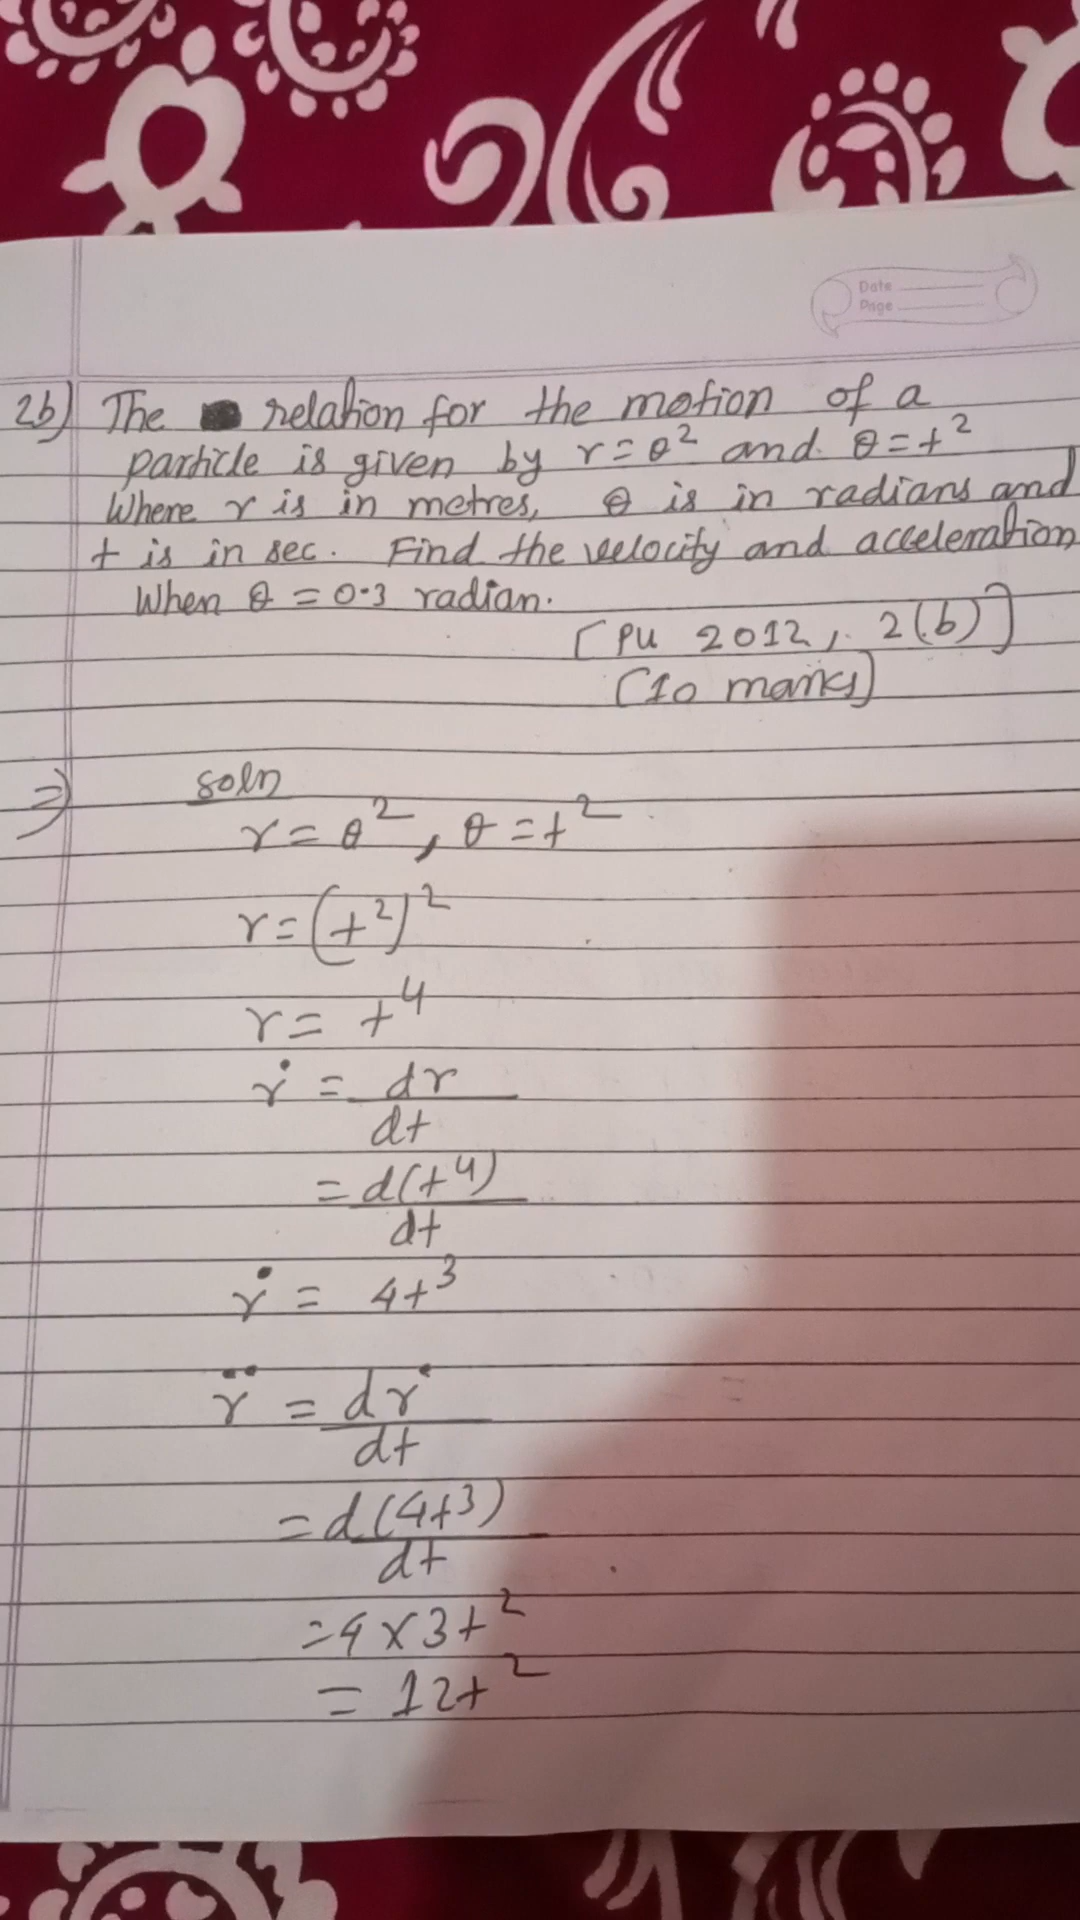 Date
Page
2b) The relation for the motion of a
particle is given by r=θ² and θ=t²
Where r is in metres, θ is in radians and
t is in sec. Find the velocity and acceleration
When θ = 0.3 radian.
[PU 2012, 2(b)]
(10 marks)
⇒ soln
r=θ², θ=t²
r=(t²)²
r= t⁴
ṙ = dr
dt
= d(t⁴)
dt
ṙ = 4t³
r̈ = dṙ
dt
= d(4t³)
dt
=4×3t²
= 12t²